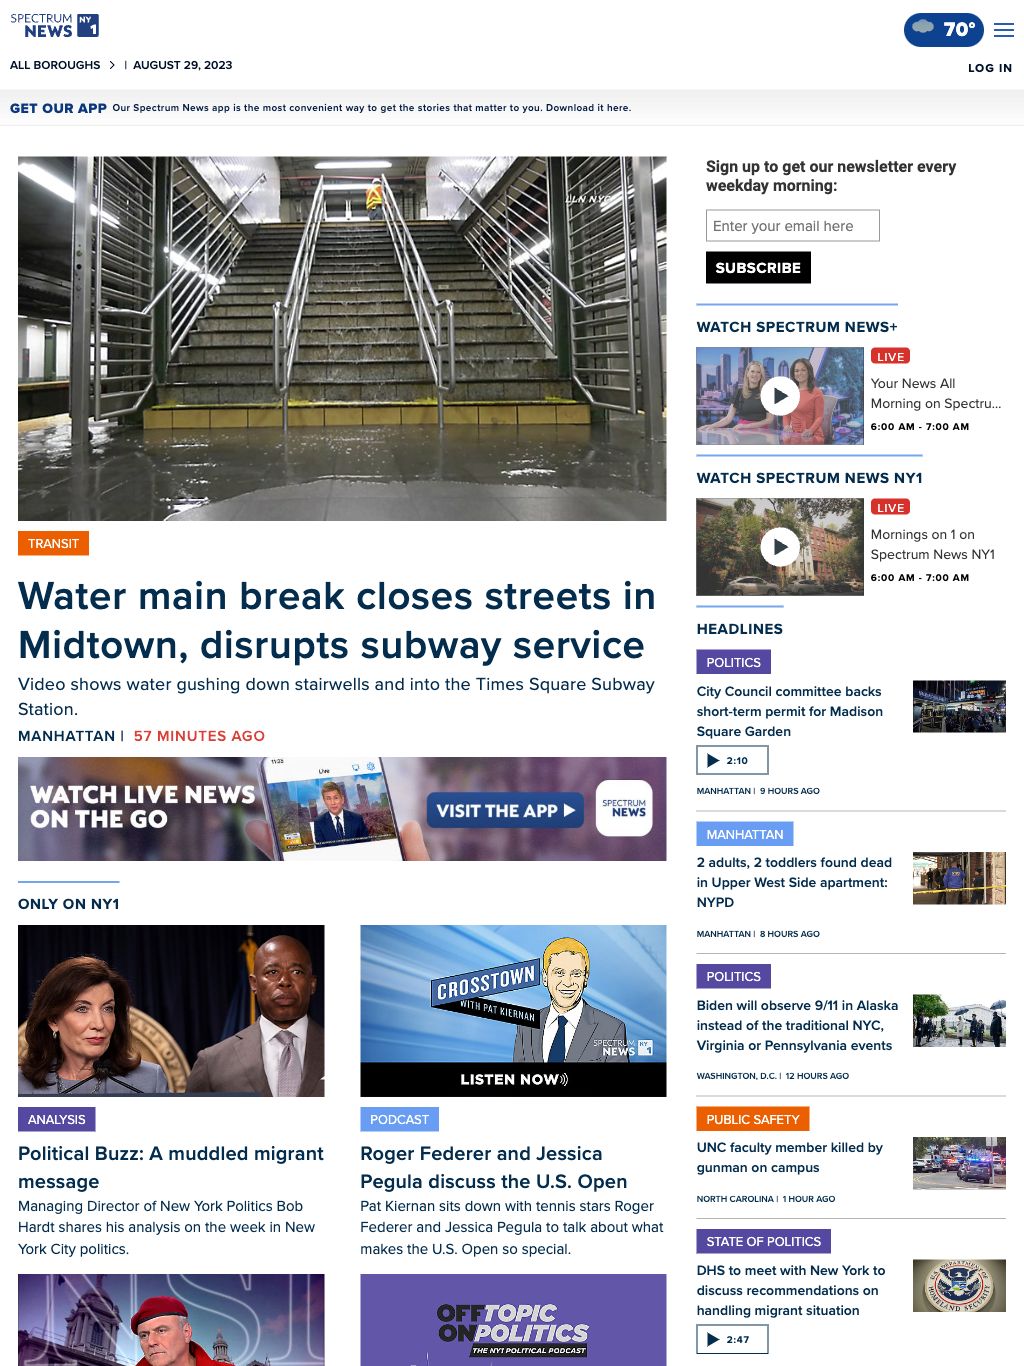 SPECTRUM
NEWS NY 1
70°
ALL BOROUGHS > | AUGUST 29, 2023
LOG IN
GET OUR APP Our Spectrum News app is the most convenient way to get the stories that matter to you. Download it here.
LLN NYC
TRANSIT
Water main break closes streets in
Midtown, disrupts subway service
Video shows water gushing down stairwells and into the Times Square Subway
Station.
MANHATTAN | 57 MINUTES AGO
WATCH LIVE NEWS
ON THE GO
11:23
Live
VISIT THE APP
SPECTRUM
NEWS
ONLY ON NY1
CROSSTOWN
WITH PAT KIERNAN
SPECTRUM
NEWS NY 1
LISTEN NOW
ANALYSIS
Political Buzz: A muddled migrant
message
Managing Director of New York Politics Bob
Hardt shares his analysis on the week in New
York City politics.
PODCAST
Roger Federer and Jessica
Pegula discuss the U.S. Open
Pat Kiernan sits down with tennis stars Roger
Federer and Jessica Pegula to talk about what
makes the U.S. Open so special.
OFFTOPIC
ONPOLITICS
THE NY1 POLITICAL PODCAST
Sign up to get our newsletter every
weekday morning:
Enter your email here
SUBSCRIBE
WATCH SPECTRUM NEWS+
LIVE
Your News All
Morning on Spectru...
6:00 AM - 7:00 AM
WATCH SPECTRUM NEWS NY1
LIVE
Mornings on 1 on
Spectrum News NY1
6:00 AM - 7:00 AM
HEADLINES
POLITICS
City Council committee backs
short-term permit for Madison
Square Garden
2:10
MANHATTAN | 9 HOURS AGO
MANHATTAN
2 adults, 2 toddlers found dead
in Upper West Side apartment:
NYPD
MANHATTAN | 8 HOURS AGO
POLITICS
Biden will observe 9/11 in Alaska
instead of the traditional NYC,
Virginia or Pennsylvania events
WASHINGTON, D.C. | 12 HOURS AGO
PUBLIC SAFETY
UNC faculty member killed by
gunman on campus
NORTH CAROLINA | 1 HOUR AGO
STATE OF POLITICS
DHS to meet with New York to
discuss recommendations on
handling migrant situation
U.S. DEPARTMENT OF
HOMELAND SECURITY
2:47